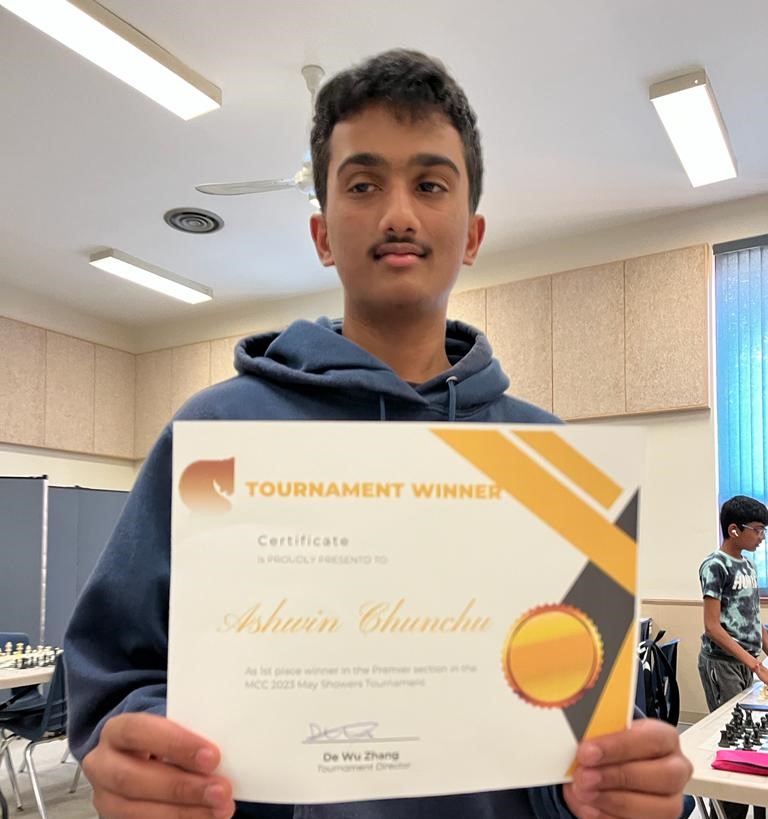 TOURNAMENT WINNER
Certificate
is PROUDLY PRESENTD TO
Ashwin Chunchu
As 1st place winner in the Premier section in the
MCC 2023 May Showers Tournament
De Wu Zhang
Tournament Director